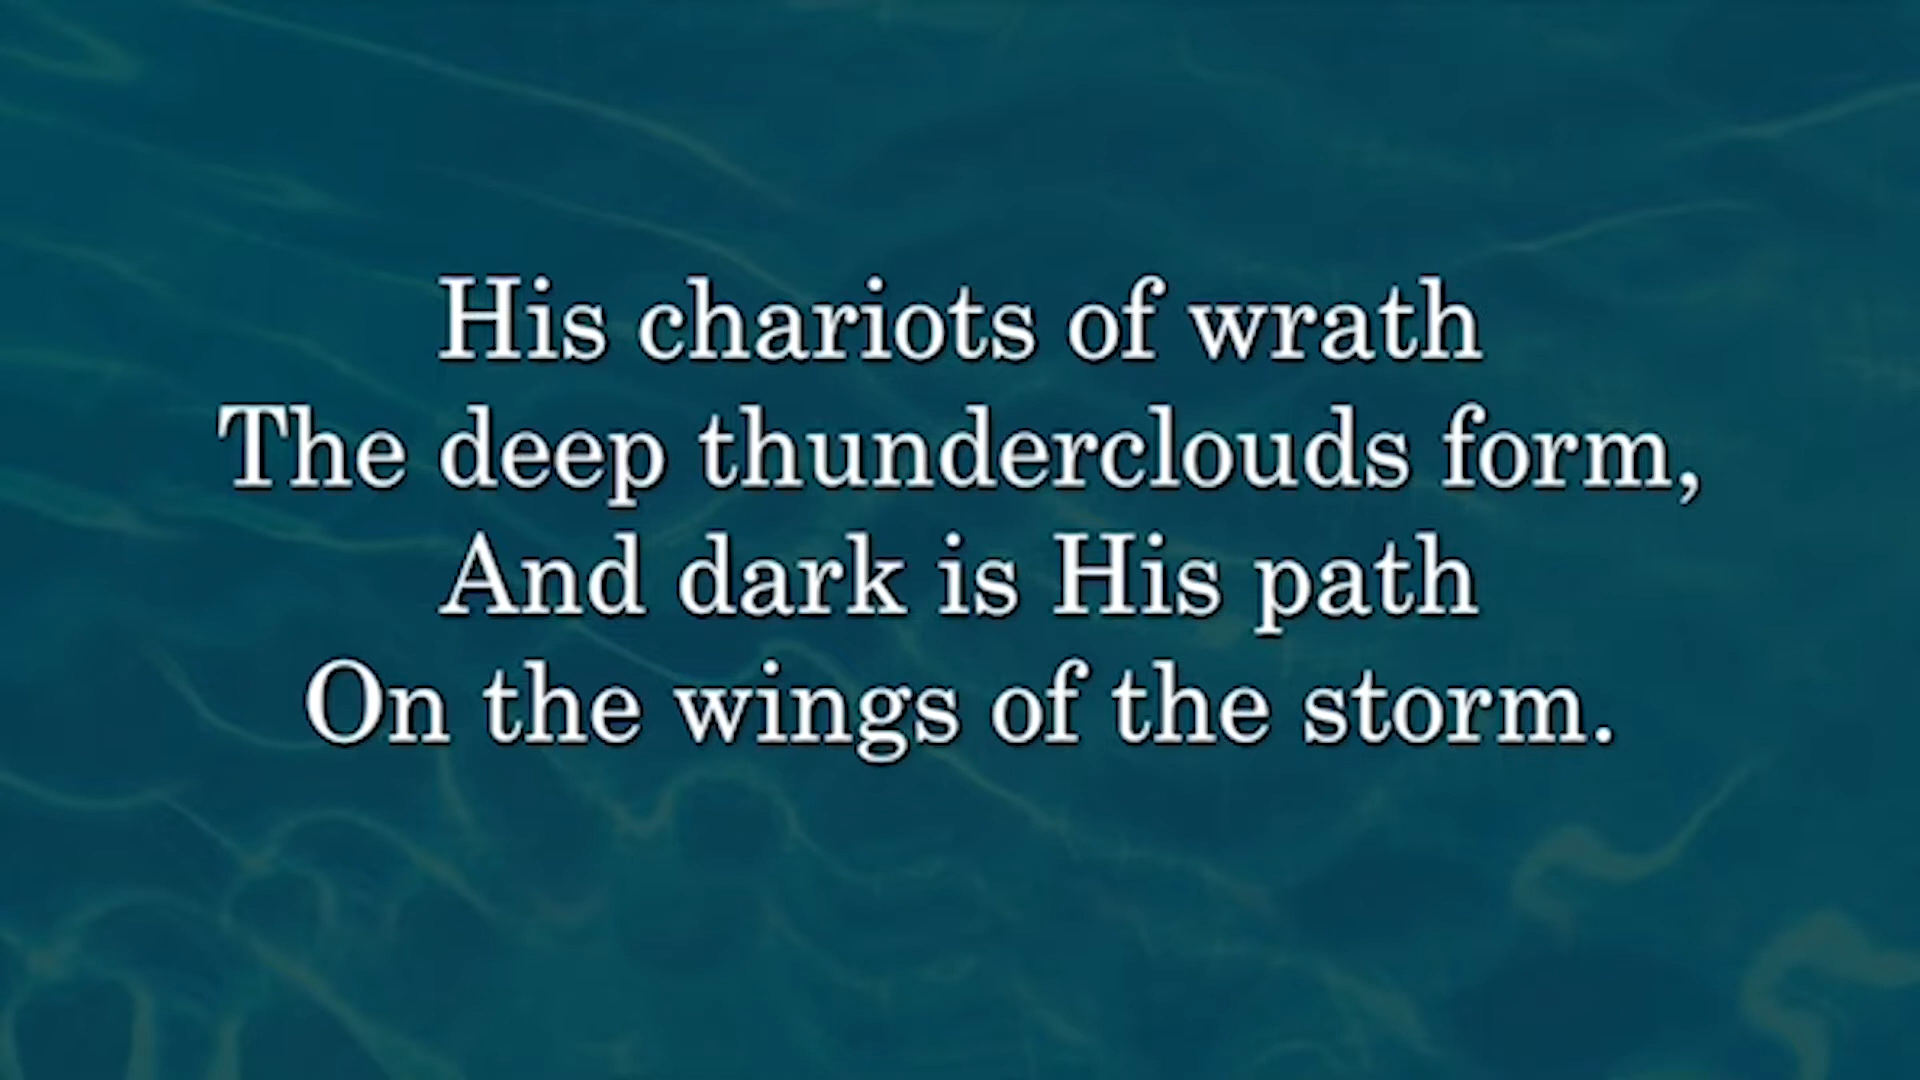 His chariots of wrath
The deep thunderclouds form,
And dark is His path
On the wings of the storm.